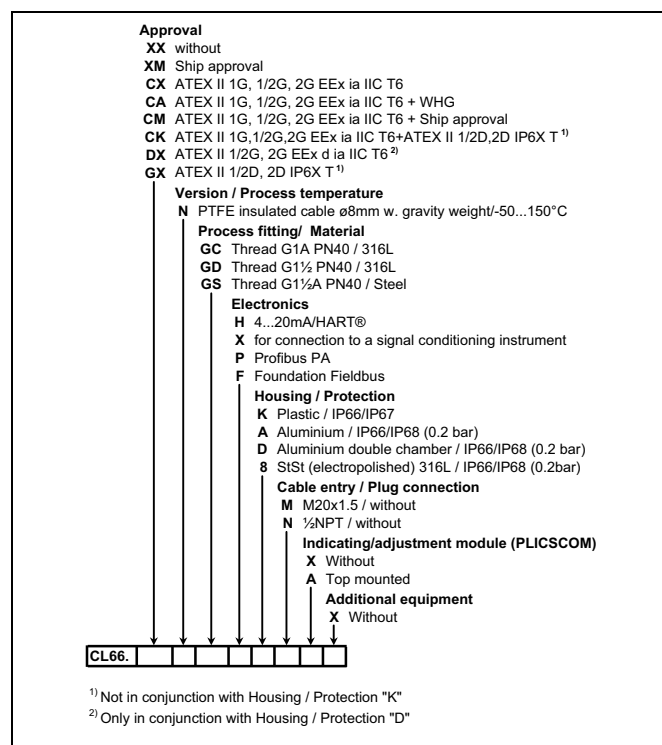 Approval
XX without
XM Ship approval
CX ATEX II 1G, 1/2G, 2G EEx ia IIC T6
CA ATEX II 1G, 1/2G, 2G EEx ia IIC T6 + WHG
CM ATEX II 1G, 1/2G, 2G EEx ia IIC T6 + Ship approval
CK ATEX II 1G,1/2G,2G EEx ia IIC T6+ATEX II 1/2D,2D IP6X T 1)
DX ATEX II 1/2G, 2G EEx d ia IIC T6 2)
GX ATEX II 1/2D, 2D IP6X T 1)
Version / Process temperature
N PTFE insulated cable ø8mm w. gravity weight/-50...150°C
Process fitting/ Material
GC Thread G1A PN40 / 316L
GD Thread G1½ PN40 / 316L
GS Thread G1½A PN40 / Steel
Electronics
H 4...20mA/HART®
X for connection to a signal conditioning instrument
P Profibus PA
F Foundation Fieldbus
Housing / Protection
K Plastic / IP66/IP67
A Aluminium / IP66/IP68 (0.2 bar)
D Aluminium double chamber / IP66/IP68 (0.2 bar)
8 StSt (electropolished) 316L / IP66/IP68 (0.2bar)
Cable entry / Plug connection
M M20x1.5 / without
N ½NPT / without
Indicating/adjustment module (PLICSCOM)
X Without
A Top mounted
Additional equipment
X Without
CL66.
1) Not in conjunction with Housing / Protection "K"
2) Only in conjunction with Housing / Protection "D"